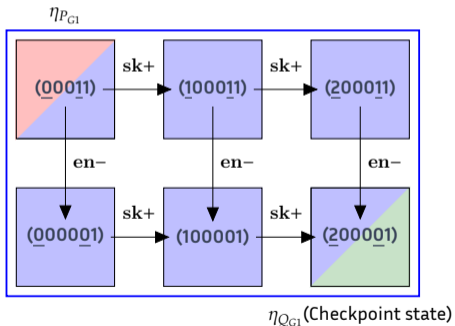 η_{P_{G1}}
(00011) sk+ (100011) sk+ (200011)
en– en– en–
(000001) sk+ (100001) sk+ (200001)
η_{Q_{G1}}(Checkpoint state)